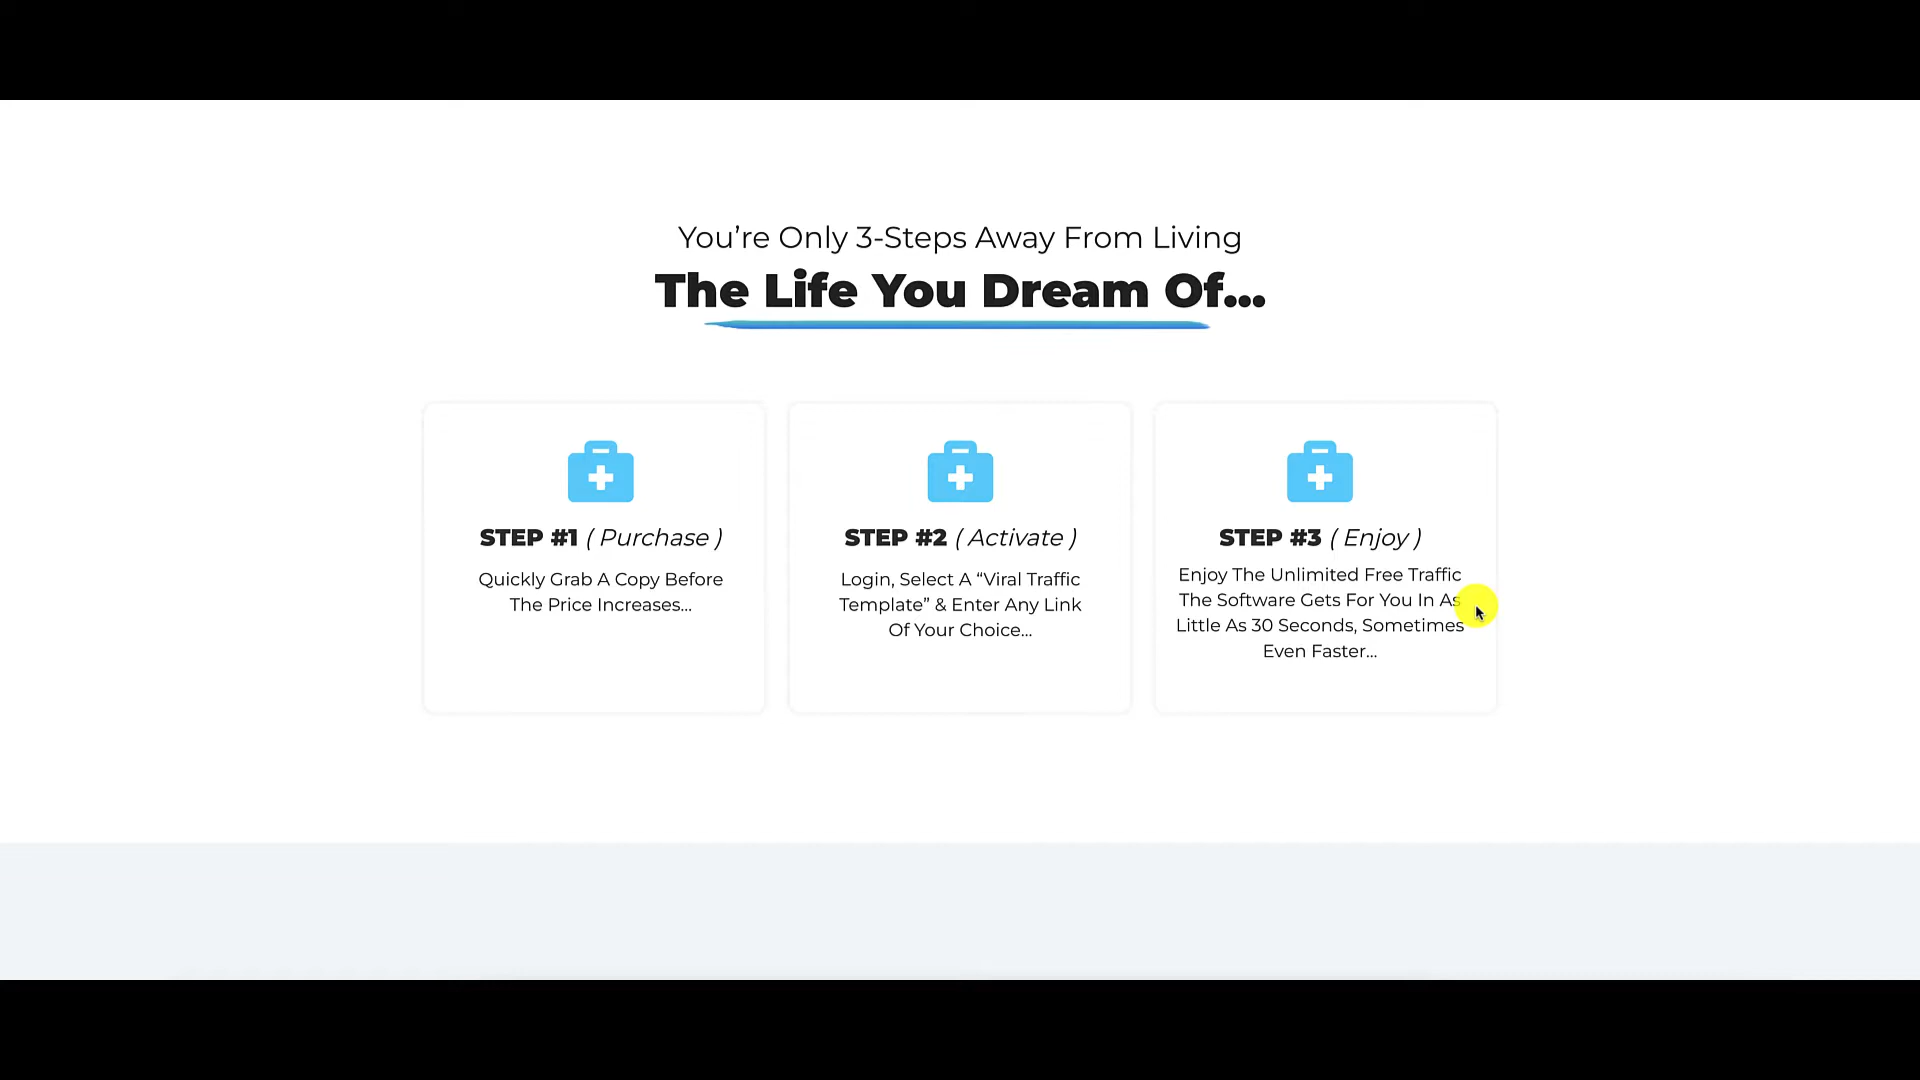 You’re Only 3-Steps Away From Living
The Life You Dream Of...
STEP #1 ( Purchase )
Quickly Grab A Copy Before
The Price Increases...
STEP #2 ( Activate )
Login, Select A “Viral Traffic
Template” & Enter Any Link
Of Your Choice...
STEP #3 ( Enjoy )
Enjoy The Unlimited Free Traffic
The Software Gets For You In As
Little As 30 Seconds, Sometimes
Even Faster...